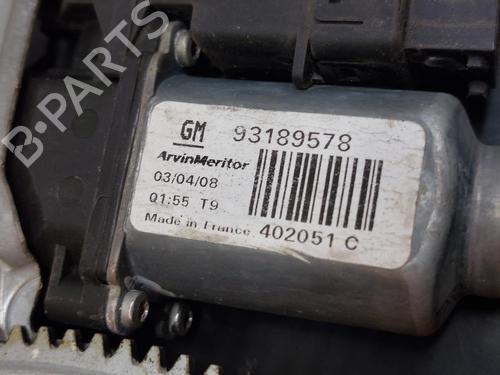 GM 93189578
ArvinMeritor
03/04/08
01:55 T9
Made in France 402051 C
B-PARTS